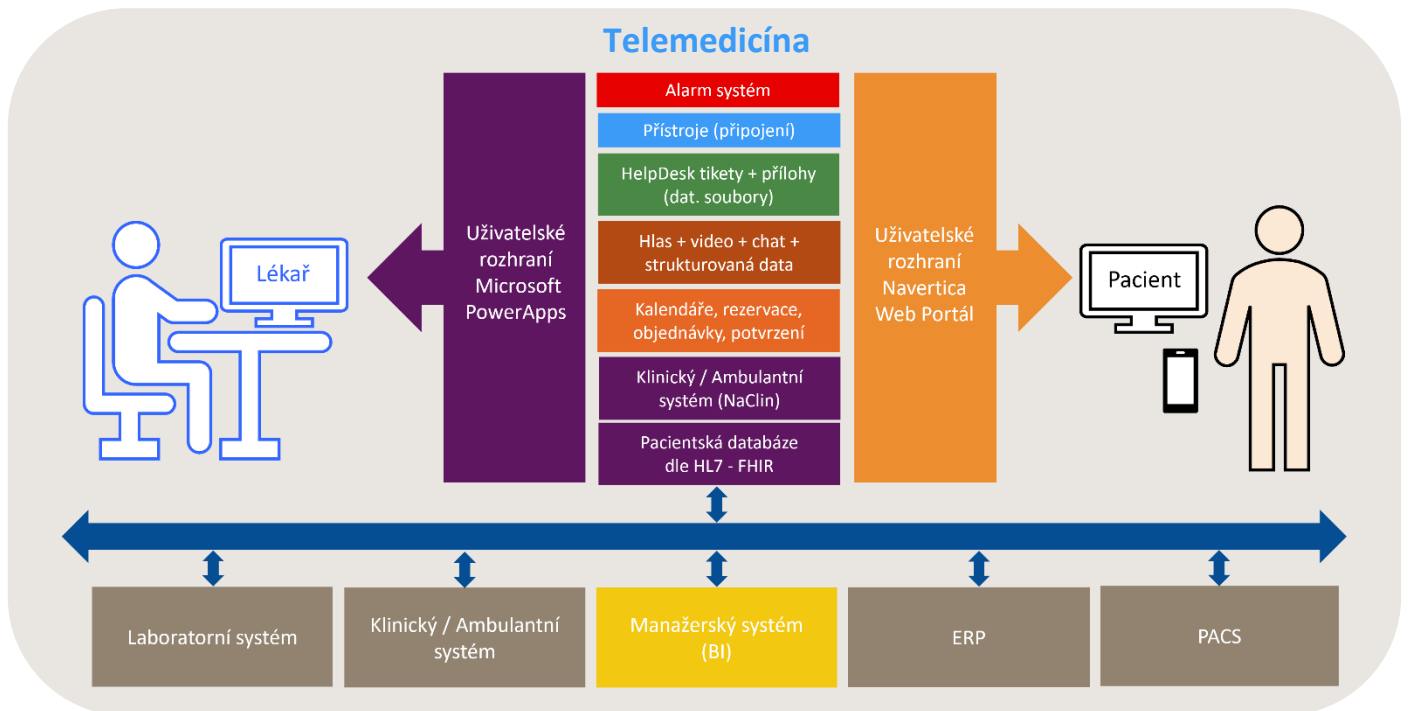 Telemedicína
Alarm systém
Přístroje (připojení)
HelpDesk tikety + přílohy
(dat. soubory)
Hlas + video + chat +
strukturovaná data
Kalendáře, rezervace,
objednávky, potvrzení
Klinický / Ambulantní
systém (NaClin)
Pacientská databáze
dle HL7 - FHIR
Uživatelské
rozhraní
Microsoft
PowerApps
Uživatelské
rozhraní
Navertica
Web Portál
Lékař
Pacient
Laboratorní systém
Klinický / Ambulantní
systém
Manažerský systém
(BI)
ERP
PACS